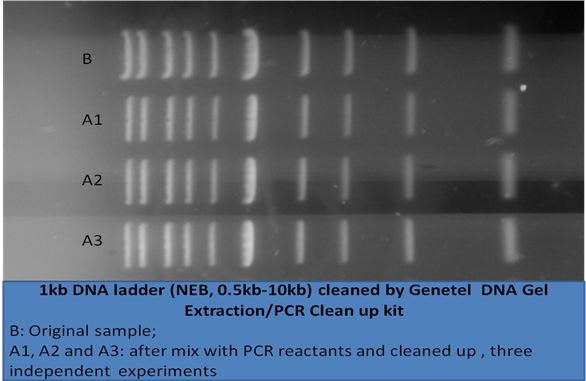 B
A1
A2
A3
1kb DNA ladder (NEB, 0.5kb-10kb) cleaned by Genetel DNA Gel
Extraction/PCR Clean up kit
B: Original sample;
A1, A2 and A3: after mix with PCR reactants and cleaned up , three
independent experiments